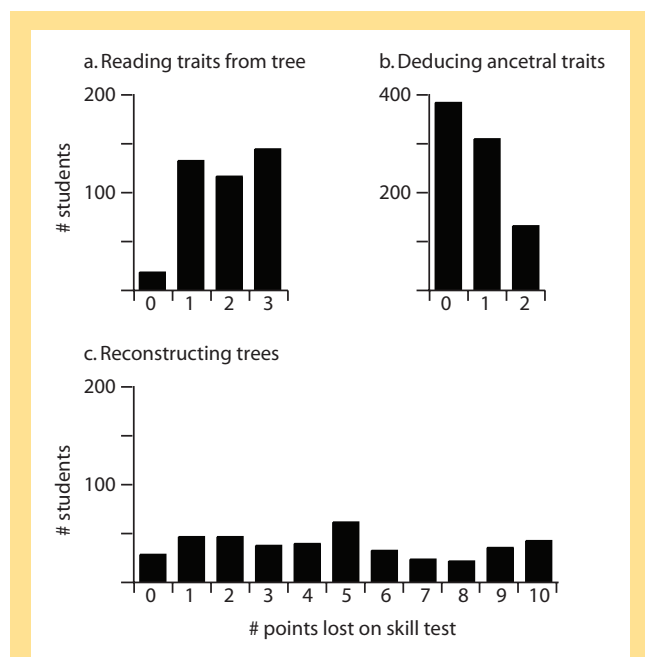 a. Reading traits from tree
200
100
# students
0 1 2 3
b. Deducing ancetral traits
400
200
0 1 2
c. Reconstructing trees
200
100
# students
0 1 2 3 4 5 6 7 8 9 10
# points lost on skill test